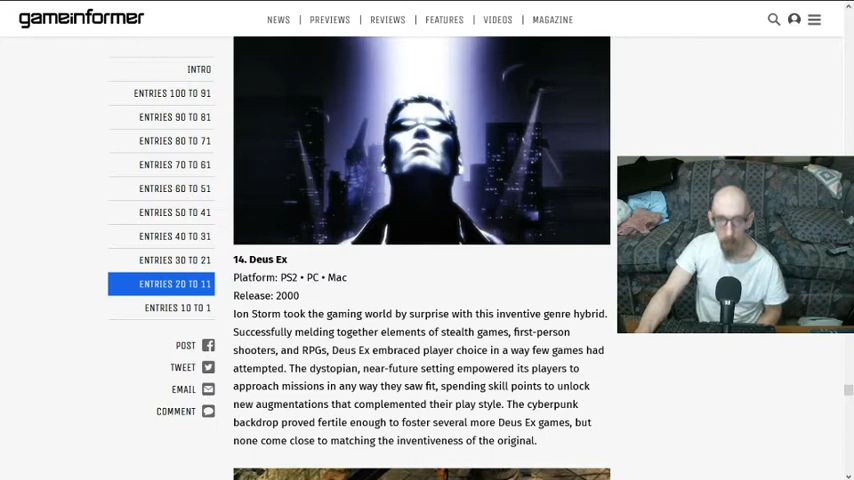 gameinformer
NEWS | PREVIEWS | REVIEWS | FEATURES | VIDEOS | MAGAZINE
INTRO
ENTRIES 100 TO 91
ENTRIES 90 TO 81
ENTRIES 80 TO 71
ENTRIES 70 TO 61
ENTRIES 60 TO 51
ENTRIES 50 TO 41
ENTRIES 40 TO 31
ENTRIES 30 TO 21
ENTRIES 20 TO 11
ENTRIES 10 TO 1
POST
TWEET
EMAIL
COMMENT
14. Deus Ex
Platform: PS2 • PC • Mac
Release: 2000
Ion Storm took the gaming world by surprise with this inventive genre hybrid.
Successfully melding together elements of stealth games, first-person
shooters, and RPGs, Deus Ex embraced player choice in a way few games had
attempted. The dystopian, near-future setting empowered its players to
approach missions in any way they saw fit, spending skill points to unlock
new augmentations that complemented their play style. The cyberpunk
backdrop proved fertile enough to foster several more Deus Ex games, but
none come close to matching the inventiveness of the original.